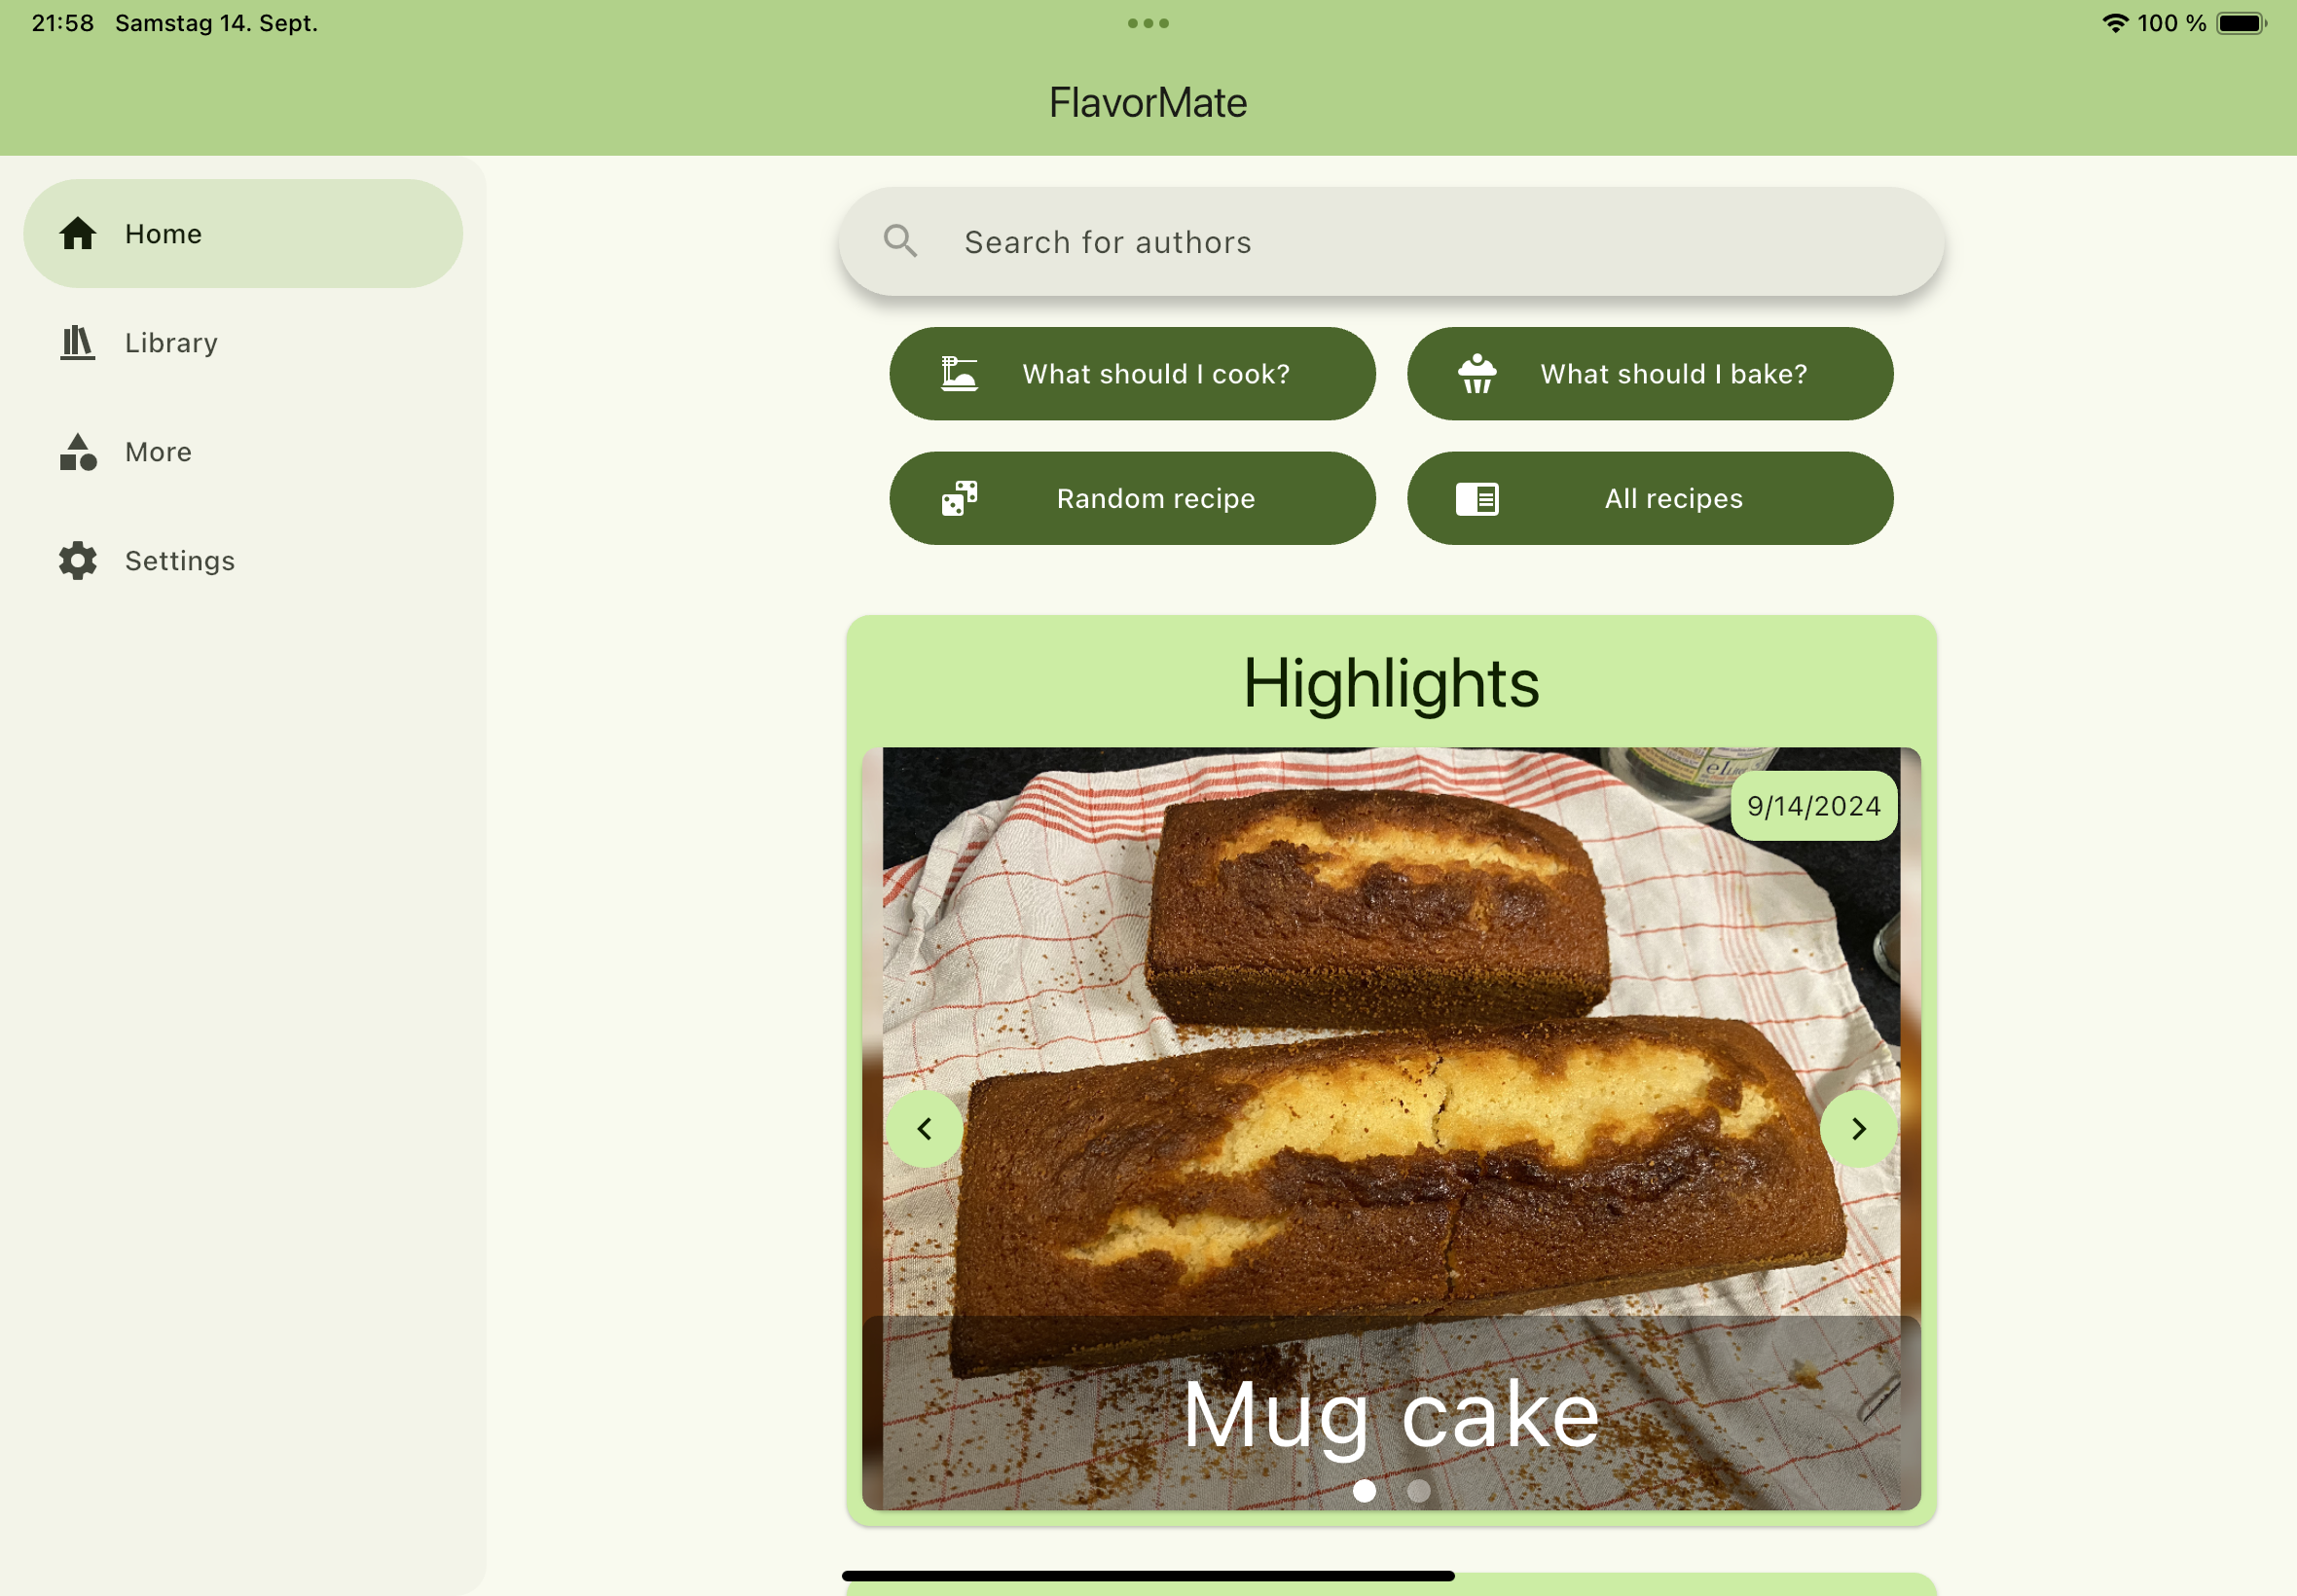 21:58 Samstag 14. Sept.
100 %
FlavorMate
Home
Library
More
Settings
Search for authors
What should I cook?
What should I bake?
Random recipe
All recipes
Highlights
9/14/2024
Mug cake